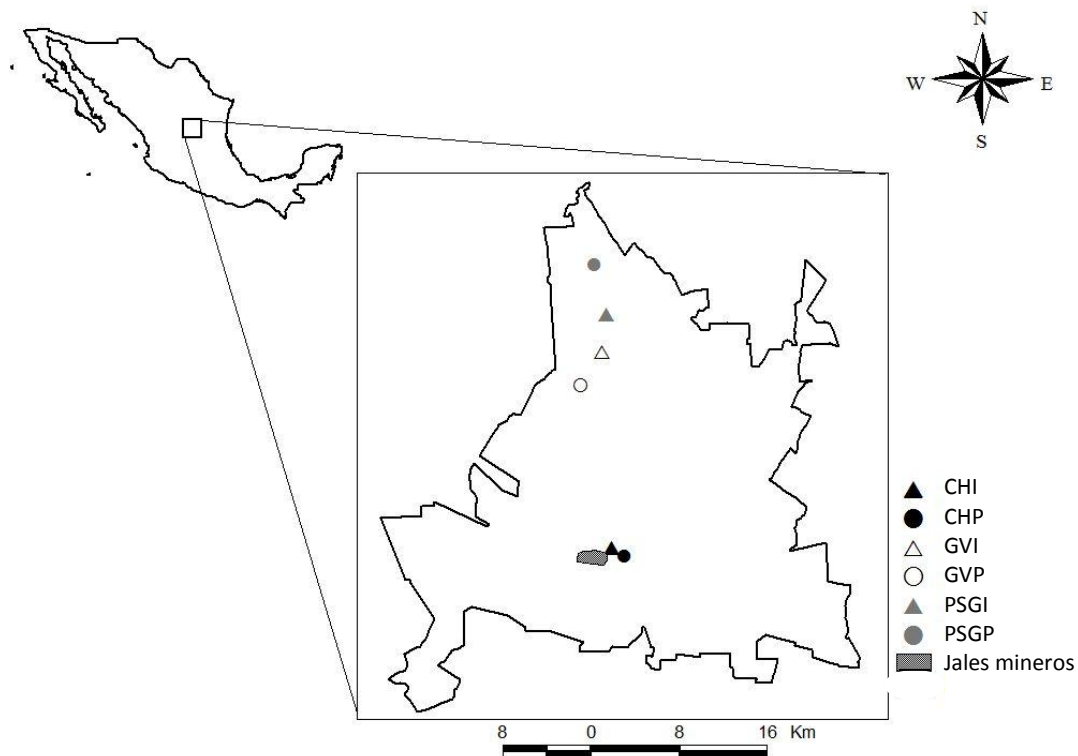 N
W E
S
CHI
CHP
GVI
GVP
PSGI
PSGP
Jales mineros
8 0 8 16 Km